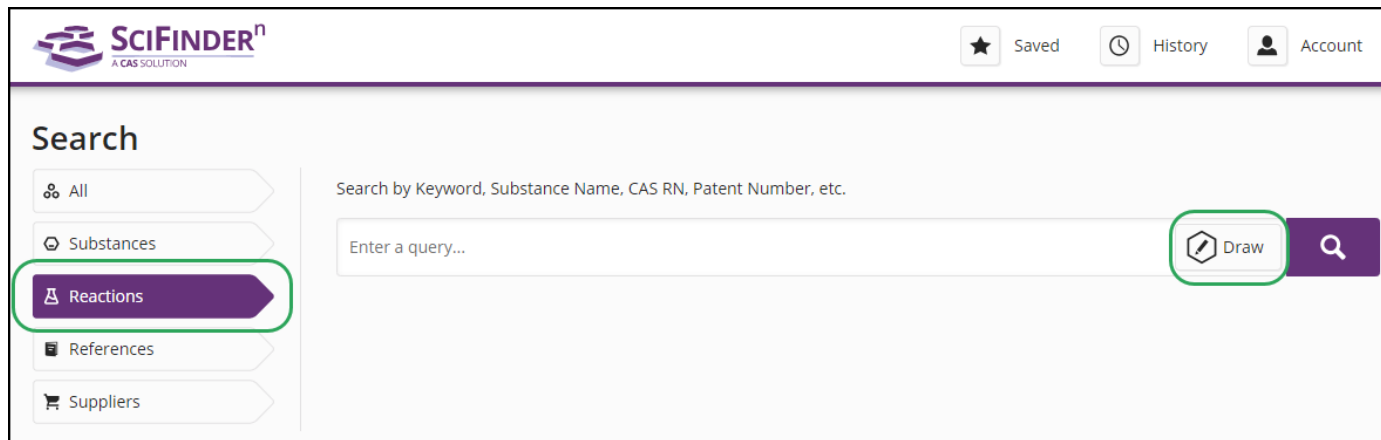 SCIFINDERⁿ
A CAS SOLUTION
Saved History Account
Search
All
Substances
Reactions
References
Suppliers
Search by Keyword, Substance Name, CAS RN, Patent Number, etc.
Enter a query... Draw